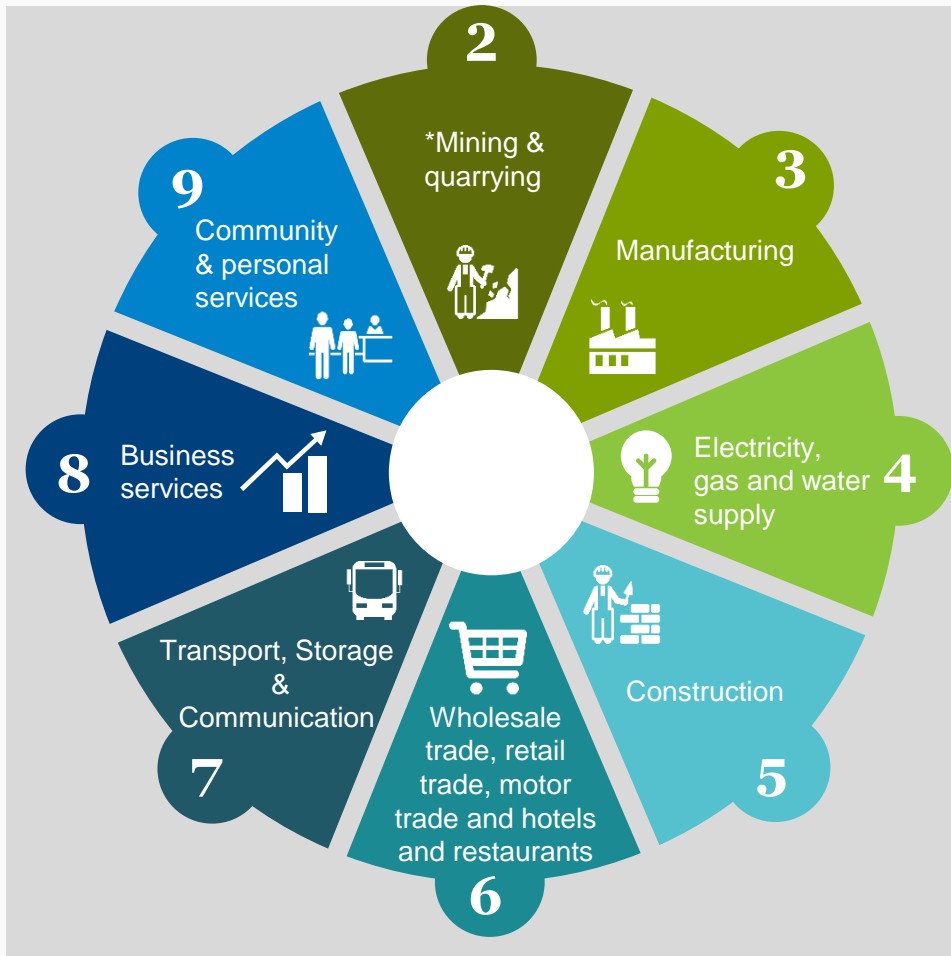 2
*Mining &
quarrying
3
Manufacturing
4
Electricity,
gas and water
supply
5
Construction
6
Wholesale
trade, retail
trade, motor
trade and hotels
and restaurants
7
Transport, Storage
&
Communication
8
Business
services
9
Community
& personal
services